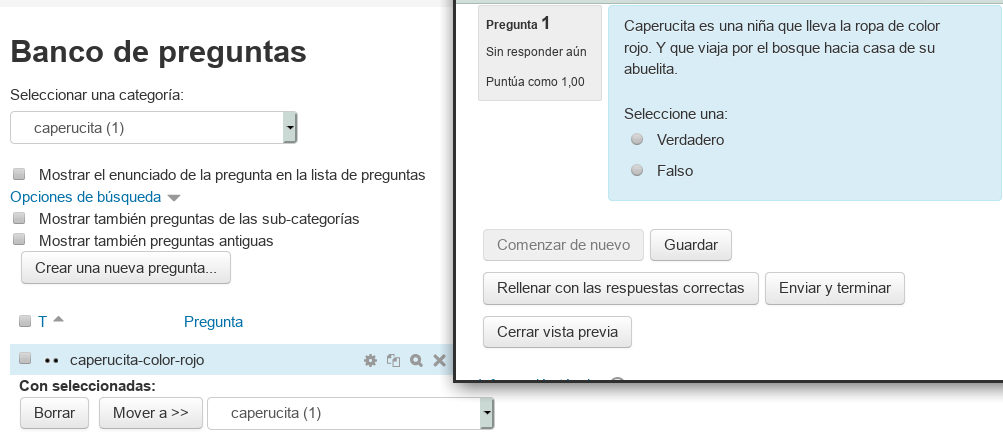 Banco de preguntas
Seleccionar una categoría:
caperucita (1)
Mostrar el enunciado de la pregunta en la lista de preguntas
Opciones de búsqueda
Mostrar también preguntas de las sub-categorías
Mostrar también preguntas antiguas
Crear una nueva pregunta...
T
Pregunta
caperucita-color-rojo
Con seleccionadas:
Borrar
Mover a >>
caperucita (1)
Pregunta 1
Sin responder aún
Puntúa como 1,00
Caperucita es una niña que lleva la ropa de color
rojo. Y que viaja por el bosque hacia casa de su
abuelita.
Seleccione una:
Verdadero
Falso
Comenzar de nuevo
Guardar
Rellenar con las respuestas correctas
Enviar y terminar
Cerrar vista previa